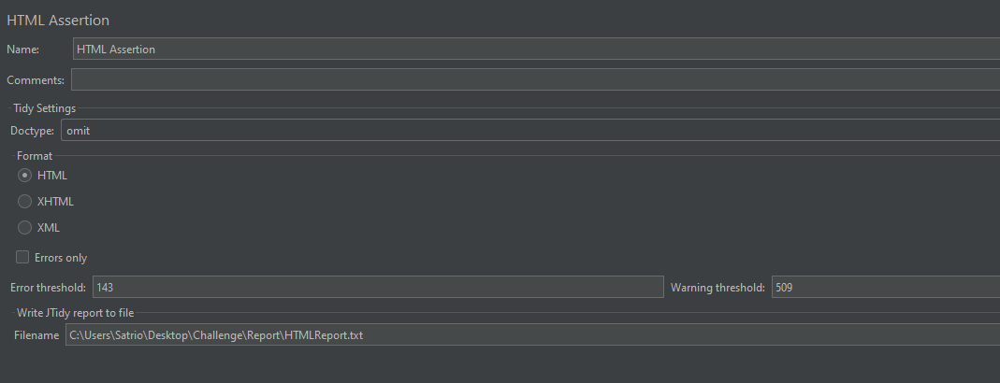 HTML Assertion
Name: HTML Assertion
Comments:
Tidy Settings
Doctype: omit
Format
HTML
XHTML
XML
Errors only
Error threshold: 143 Warning threshold: 509
Write JTidy report to file
Filename C:\Users\Satrio\Desktop\Challenge\Report\HTMLReport.txt